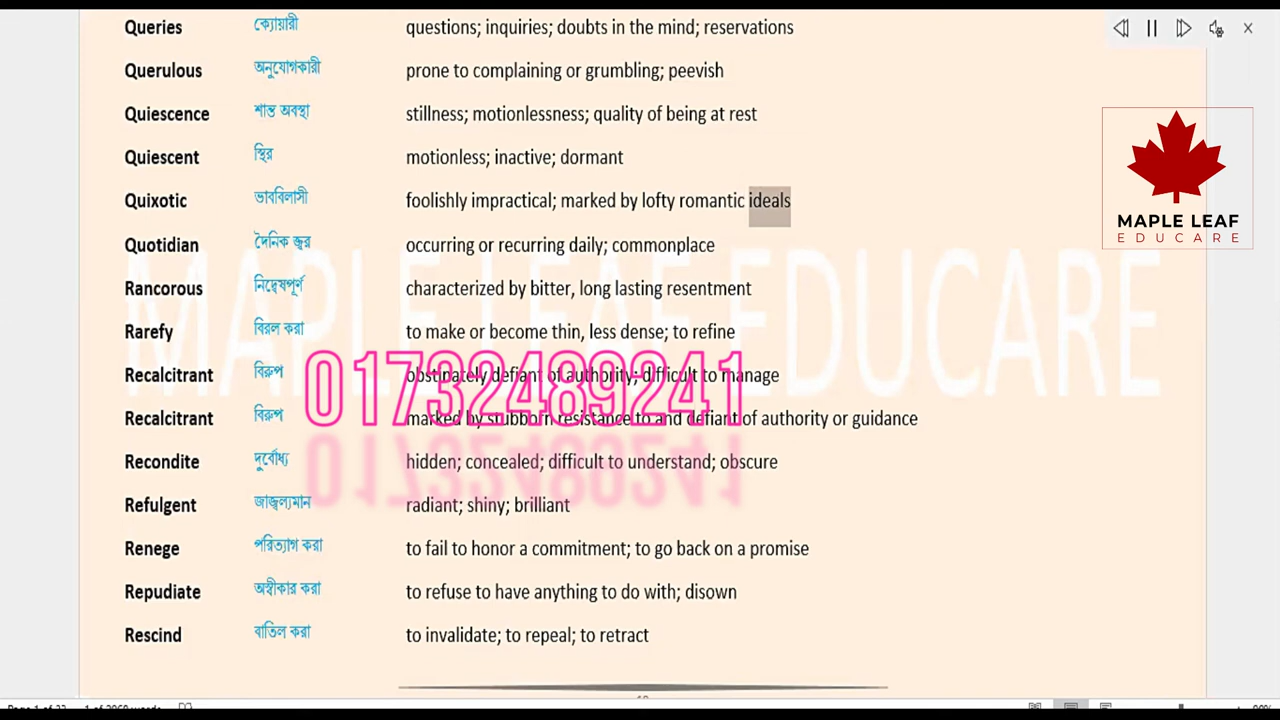 Queries ক্যোয়ারী questions; inquiries; doubts in the mind; reservations
Querulous অনুযোগকারী prone to complaining or grumbling; peevish
Quiescence শান্ত অবস্থা stillness; motionlessness; quality of being at rest
Quiescent স্থির motionless; inactive; dormant
Quixotic ভাববিলাসী foolishly impractical; marked by lofty romantic ideals
MAPLE LEAF
EDUCARE
Quotidian দৈনিক জ্বর occurring or recurring daily; commonplace
Rancorous নিদ্বেষপূর্ণ characterized by bitter, long lasting resentment
Rarefy বিরল করা to make or become thin, less dense; to refine
MAPLE LEAF EDUCARE
Recalcitrant বিরুপ obstinately defiant of authority; difficult to manage
01732489241
Recalcitrant বিরুপ marked by stubborn resistance to and defiant of authority or guidance
Recondite দুর্বোধ্য hidden; concealed; difficult to understand; obscure
Refulgent জাজ্বল্যমান radiant; shiny; brilliant
Renege পরিত্যাগ করা to fail to honor a commitment; to go back on a promise
Repudiate অস্বীকার করা to refuse to have anything to do with; disown
Rescind বাতিল করা to invalidate; to repeal; to retract